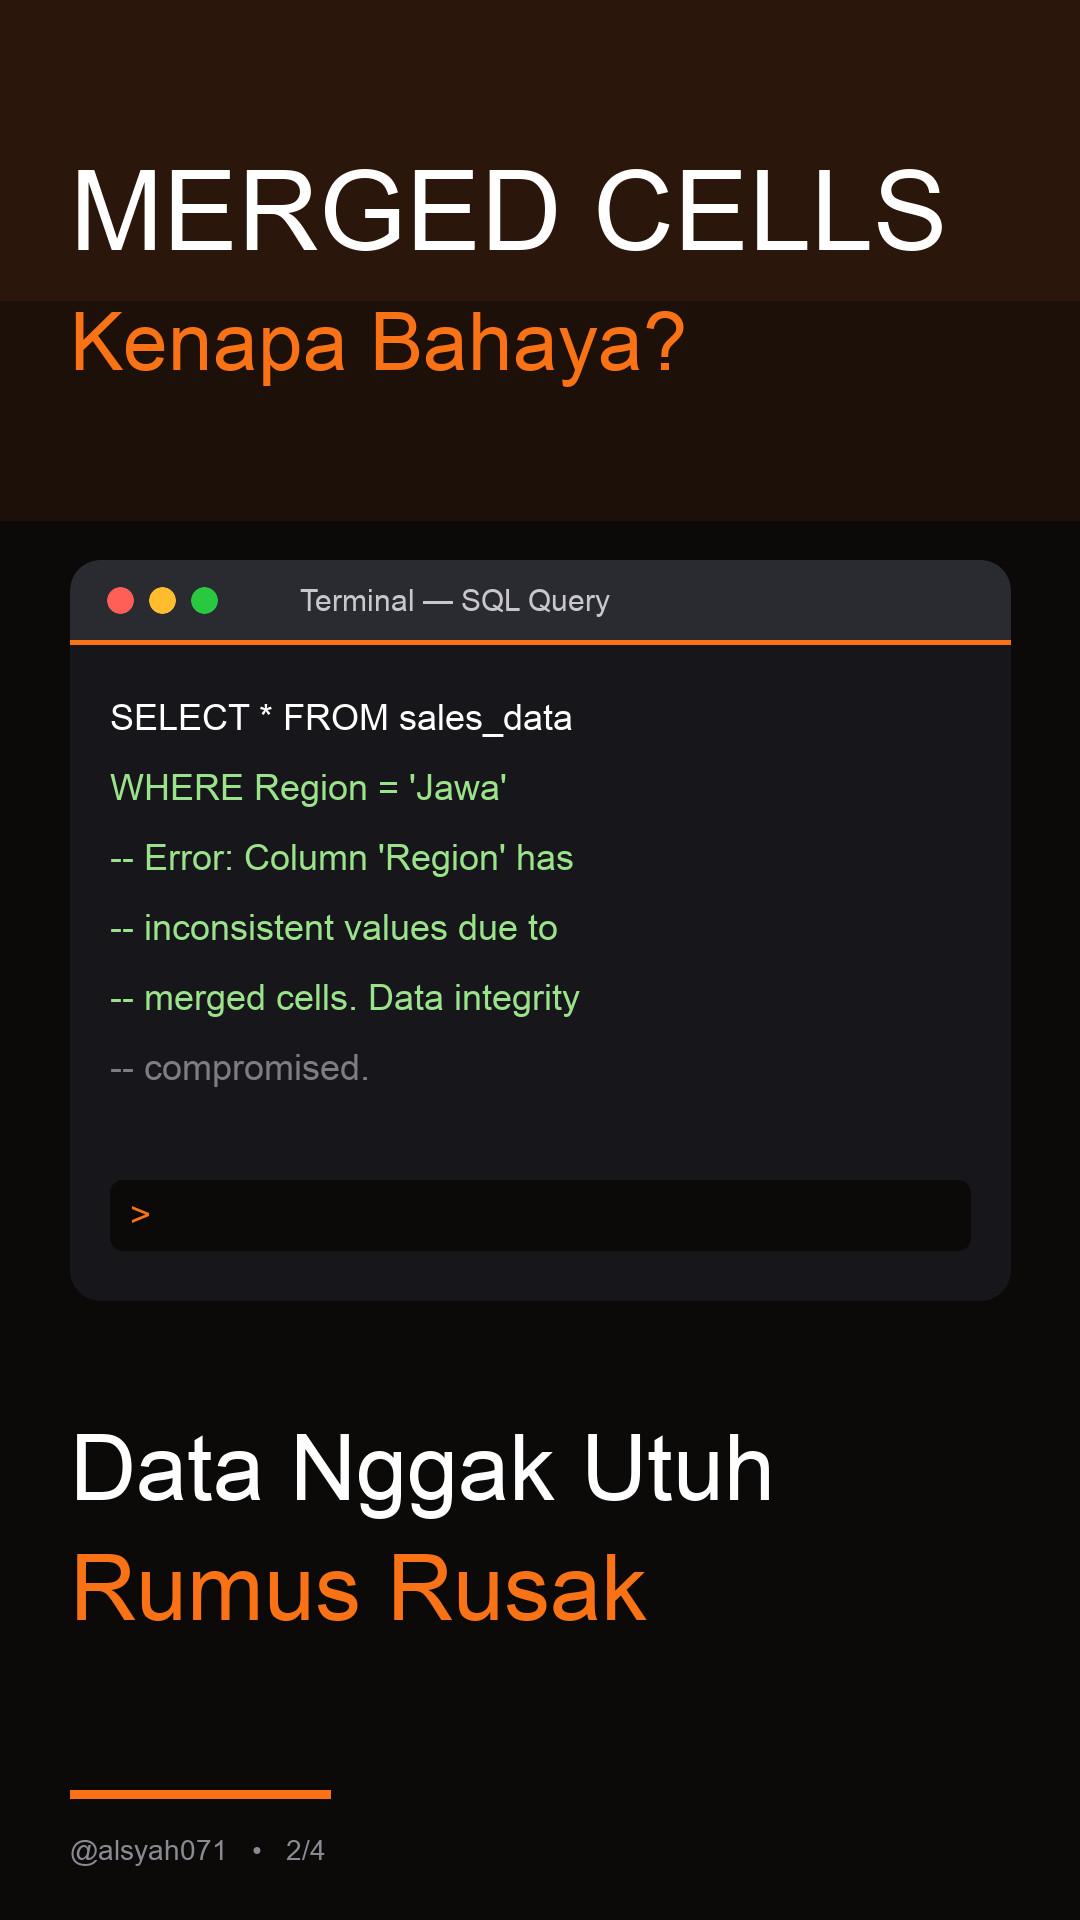 MERGED CELLS
Kenapa Bahaya?
Terminal — SQL Query
SELECT * FROM sales_data
WHERE Region = 'Jawa'
-- Error: Column 'Region' has
-- inconsistent values due to
-- merged cells. Data integrity
-- compromised.
>
Data Nggak Utuh
Rumus Rusak
@alsyah071 • 2/4